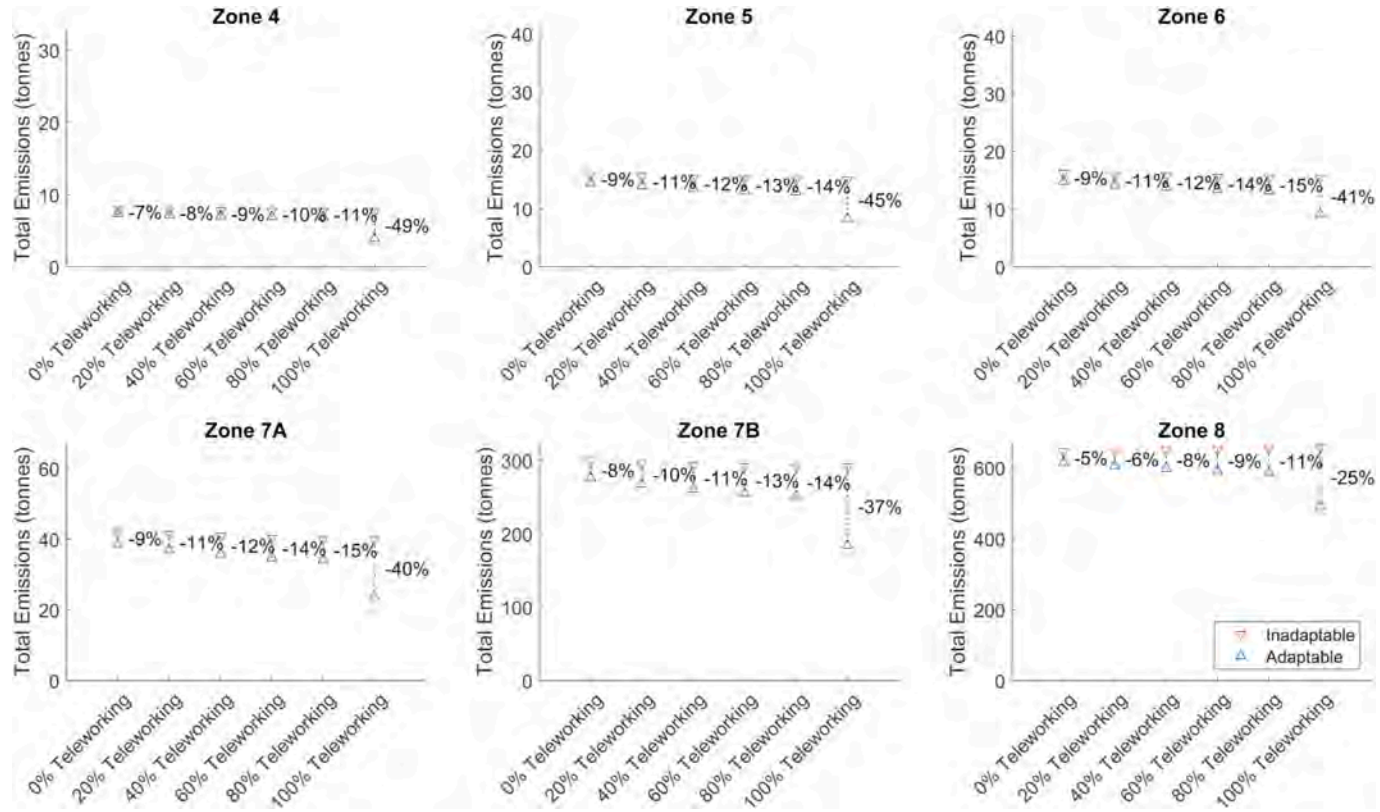 Zone 4
Total Emissions (tonnes)
30
20
10
0
-7%
-8%
-9%
-10%
-11%
-49%
0% Teleworking
20% Teleworking
40% Teleworking
60% Teleworking
80% Teleworking
100% Teleworking
Zone 5
Total Emissions (tonnes)
40
30
20
10
0
-9%
-11%
-12%
-13%
-14%
-45%
0% Teleworking
20% Teleworking
40% Teleworking
60% Teleworking
80% Teleworking
100% Teleworking
Zone 6
Total Emissions (tonnes)
40
30
20
10
0
-9%
-11%
-12%
-14%
-15%
-41%
0% Teleworking
20% Teleworking
40% Teleworking
60% Teleworking
80% Teleworking
100% Teleworking
Zone 7A
Total Emissions (tonnes)
60
40
20
0
-9%
-11%
-12%
-14%
-15%
-40%
0% Teleworking
20% Teleworking
40% Teleworking
60% Teleworking
80% Teleworking
100% Teleworking
Zone 7B
Total Emissions (tonnes)
300
200
100
0
-8%
-10%
-11%
-13%
-14%
-37%
0% Teleworking
20% Teleworking
40% Teleworking
60% Teleworking
80% Teleworking
100% Teleworking
Zone 8
Total Emissions (tonnes)
600
400
200
0
-5%
-6%
-8%
-9%
-11%
-25%
Inadaptable
Adaptable
0% Teleworking
20% Teleworking
40% Teleworking
60% Teleworking
80% Teleworking
100% Teleworking